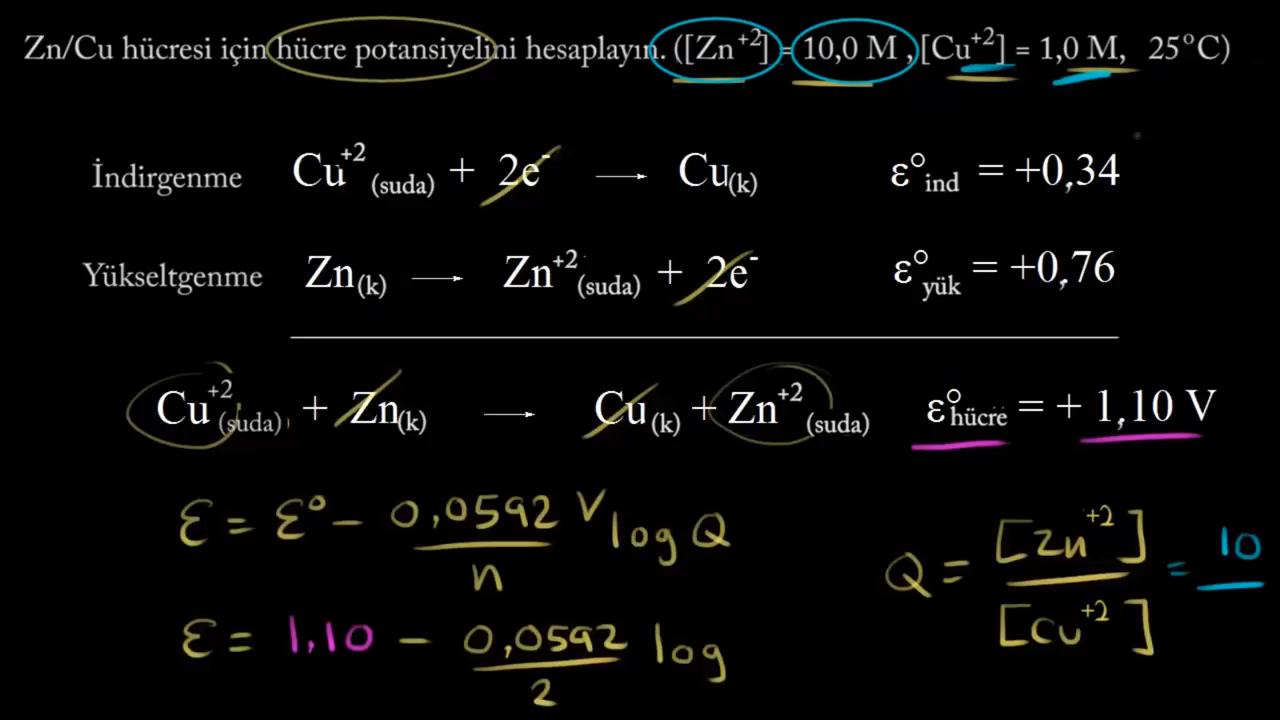 Zn/Cu hücresi için hücre potansiyelini hesaplayın. ([Zn⁺²] = 10,0 M , [Cu⁺²] = 1,0 M, 25°C)
İndirgenme Cu⁺²(suda) + 2e⁻ → Cu(k) ε°ind = +0,34
Yükseltgenme Zn(k) → Zn⁺²(suda) + 2e⁻ ε°yük = +0,76
Cu⁺²(suda) + Zn(k) → Cu(k) + Zn⁺²(suda) ε°hücre = + 1,10 V
ε = ε° − 0,0592 V / n log Q
Q = [Zn⁺²] / [Cu⁺²] = 10
ε = 1,10 − 0,0592 / 2 log